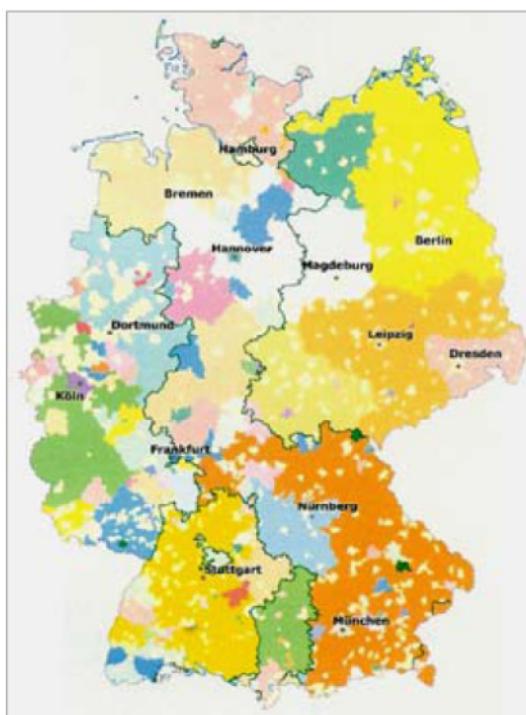 Hamburg
Bremen
Hannover
Berlin
Magdeburg
Dortmund
Leipzig
Dresden
Köln
Frankfurt
Nürnberg
Stuttgart
München